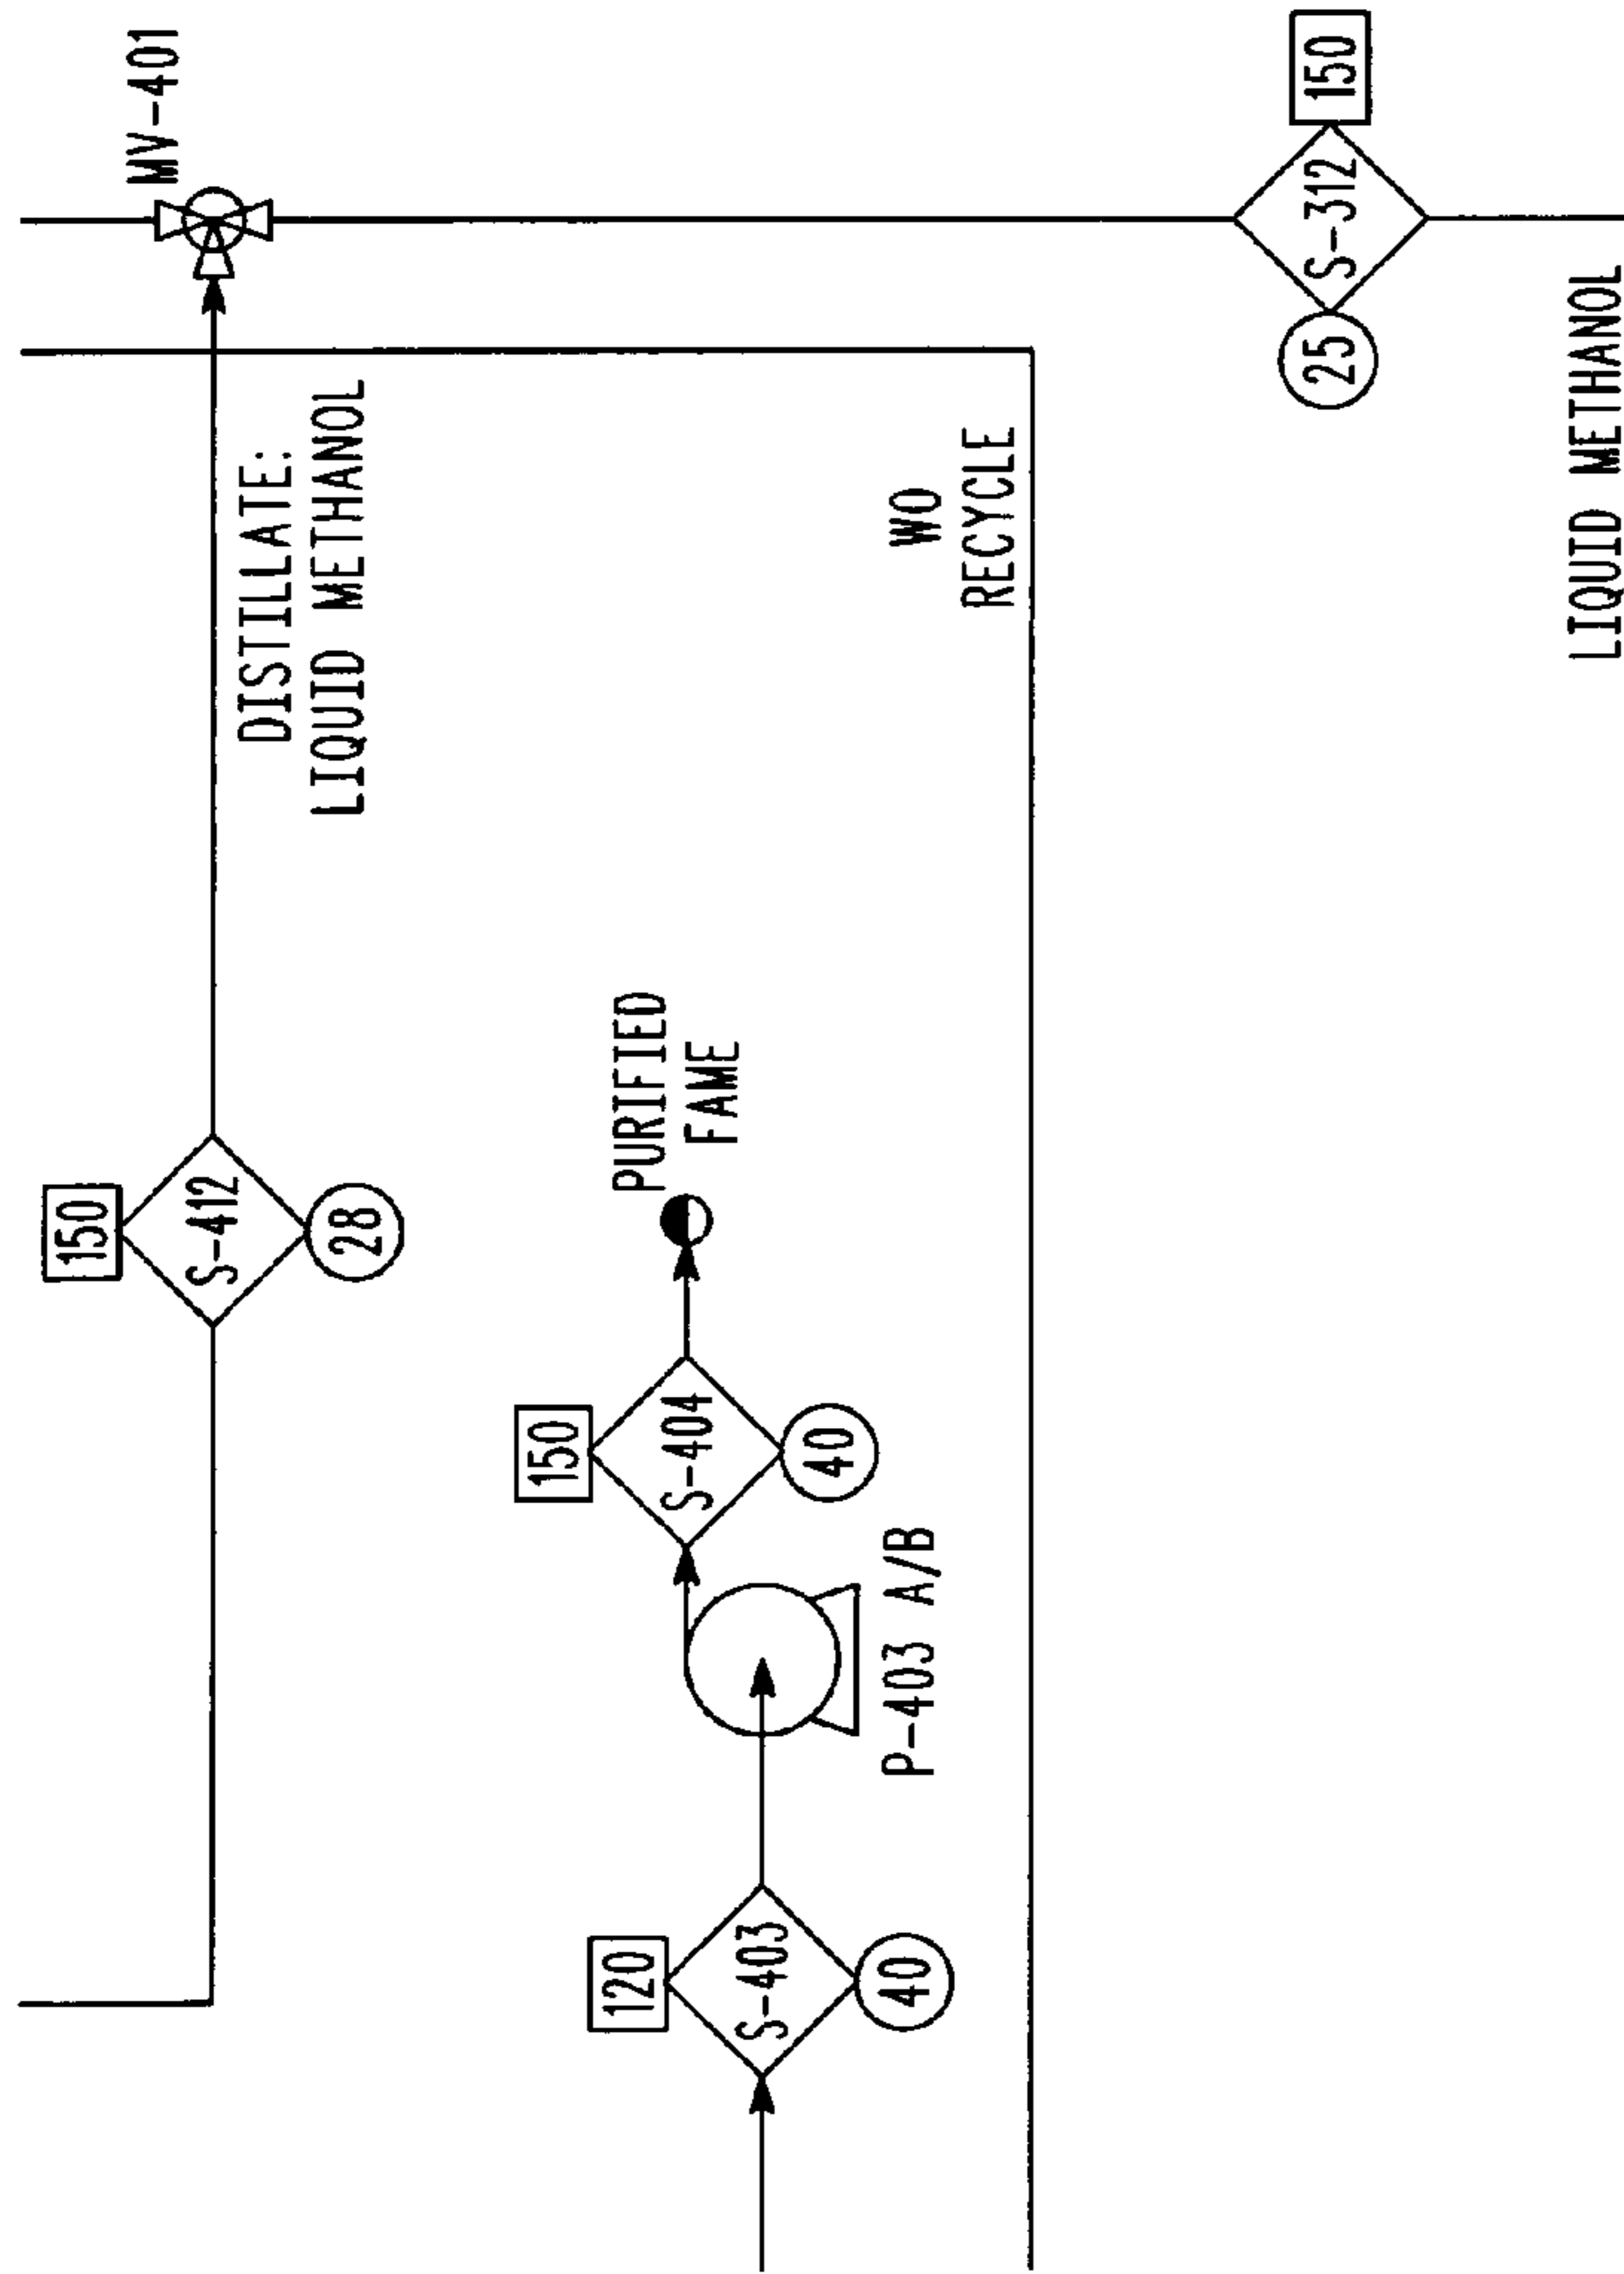 150
S-412
28
MV-401
DISTILLATE:
LIQUID METHANOL
120
S-403
40
P-403 A/B
150
S-404
40
PURIFIED
FAME
WO
RECYCLE
25
S-312
150
LIQUID METHANOL